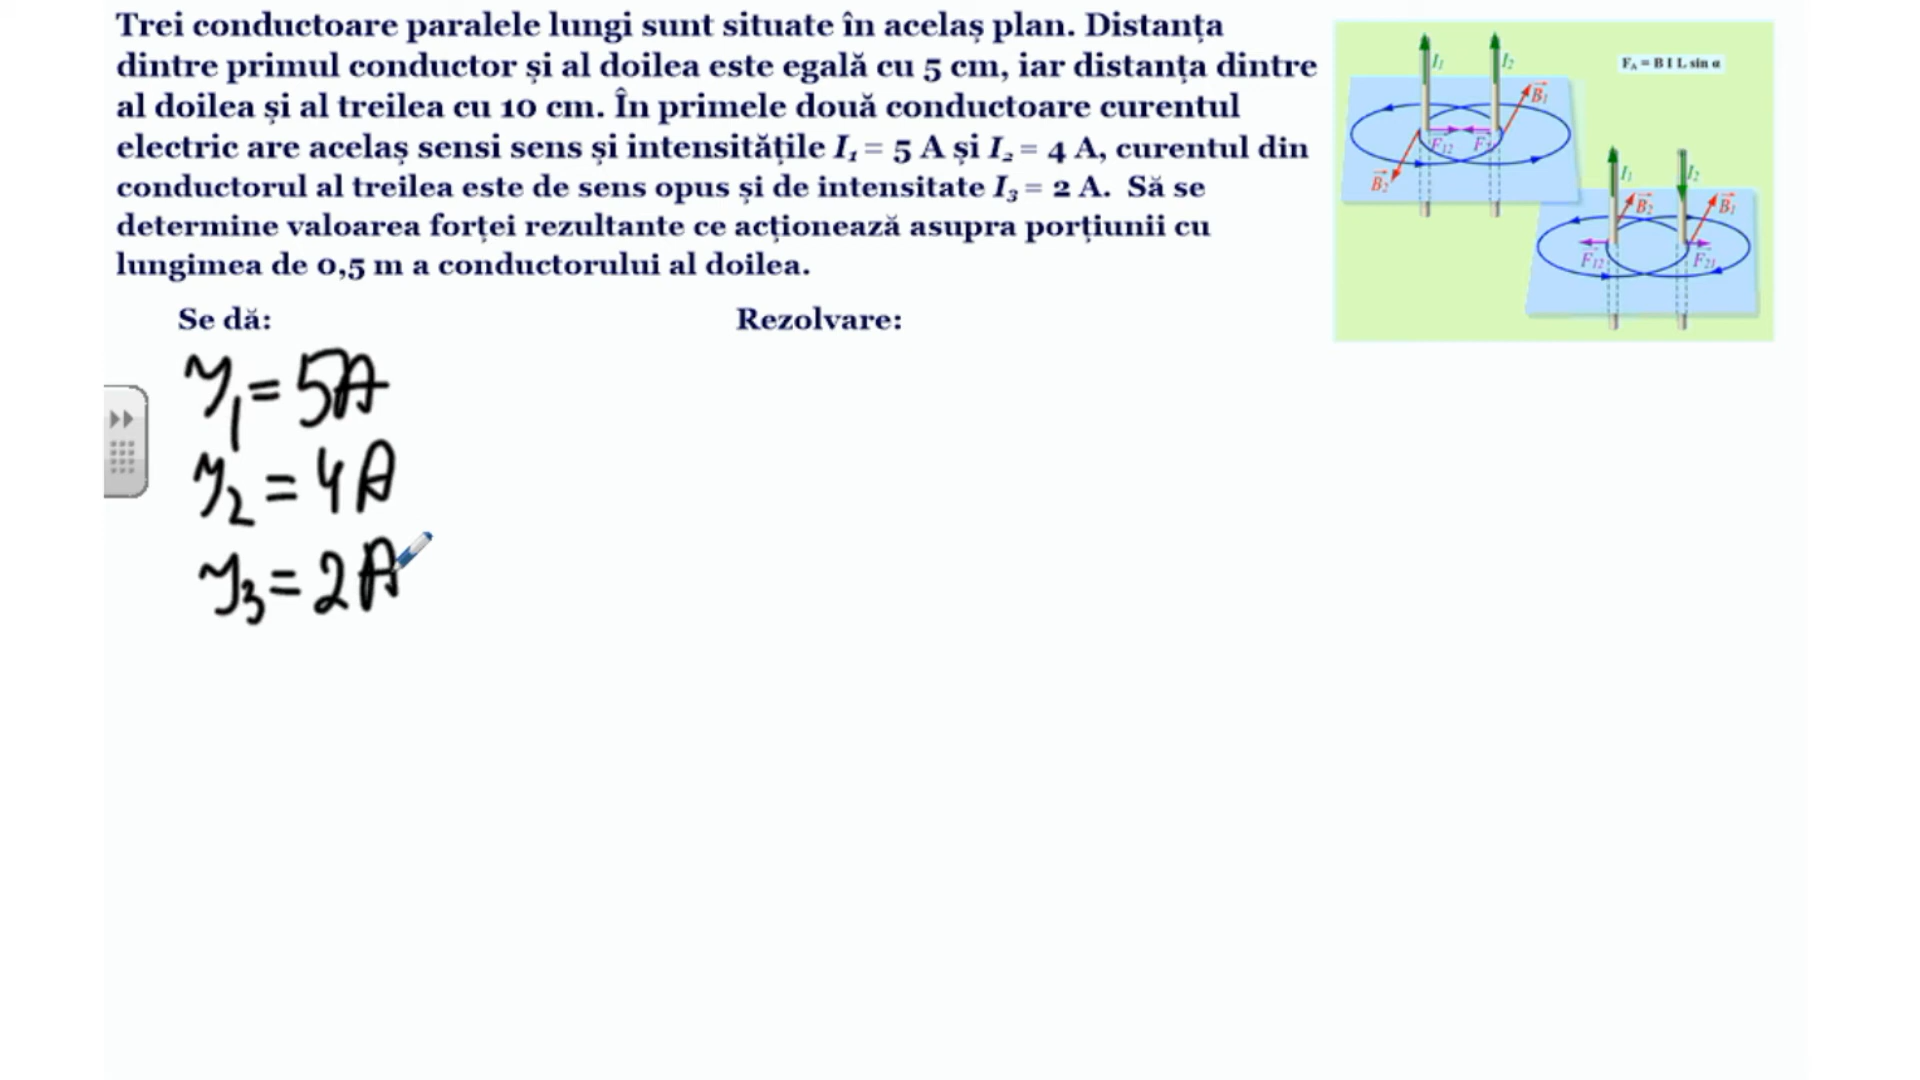 Trei conductoare paralele lungi sunt situate în acelaș plan. Distanța
dintre primul conductor și al doilea este egală cu 5 cm, iar distanța dintre
al doilea și al treilea cu 10 cm. În primele două conductoare curentul
electric are acelaș sensi sens și intensitățile I₁ = 5 A și I₂ = 4 A, curentul din
conductorul al treilea este de sens opus și de intensitate I₃ = 2 A. Să se
determine valoarea forței rezultante ce acționează asupra porțiunii cu
lungimea de 0,5 m a conductorului al doilea.
Se dă:
Rezolvare:
I₁ = 5A
I₂ = 4A
I₃ = 2A
Fₐ = B I L sin α
I₁
I₂
B₁
F₁₂
B₂
I₁
I₂
B₂
B₁
F₁₂
F₂₁